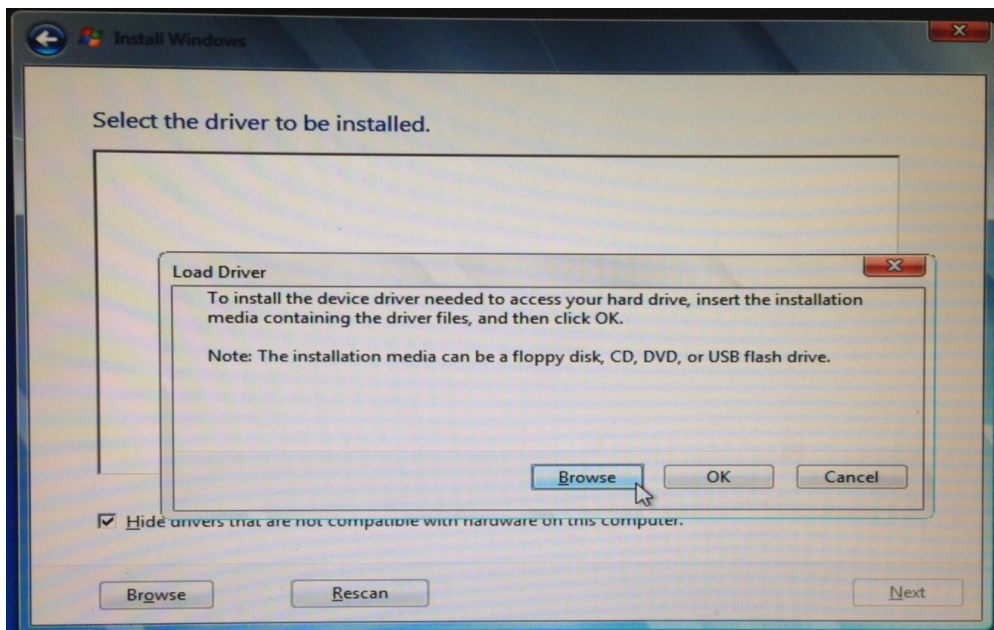 Install Windows
Select the driver to be installed.
Load Driver
To install the device driver needed to access your hard drive, insert the installation
media containing the driver files, and then click OK.
Note: The installation media can be a floppy disk, CD, DVD, or USB flash drive.
Browse OK Cancel
Hide drivers that are not compatible with hardware on this computer.
Browse Rescan Next